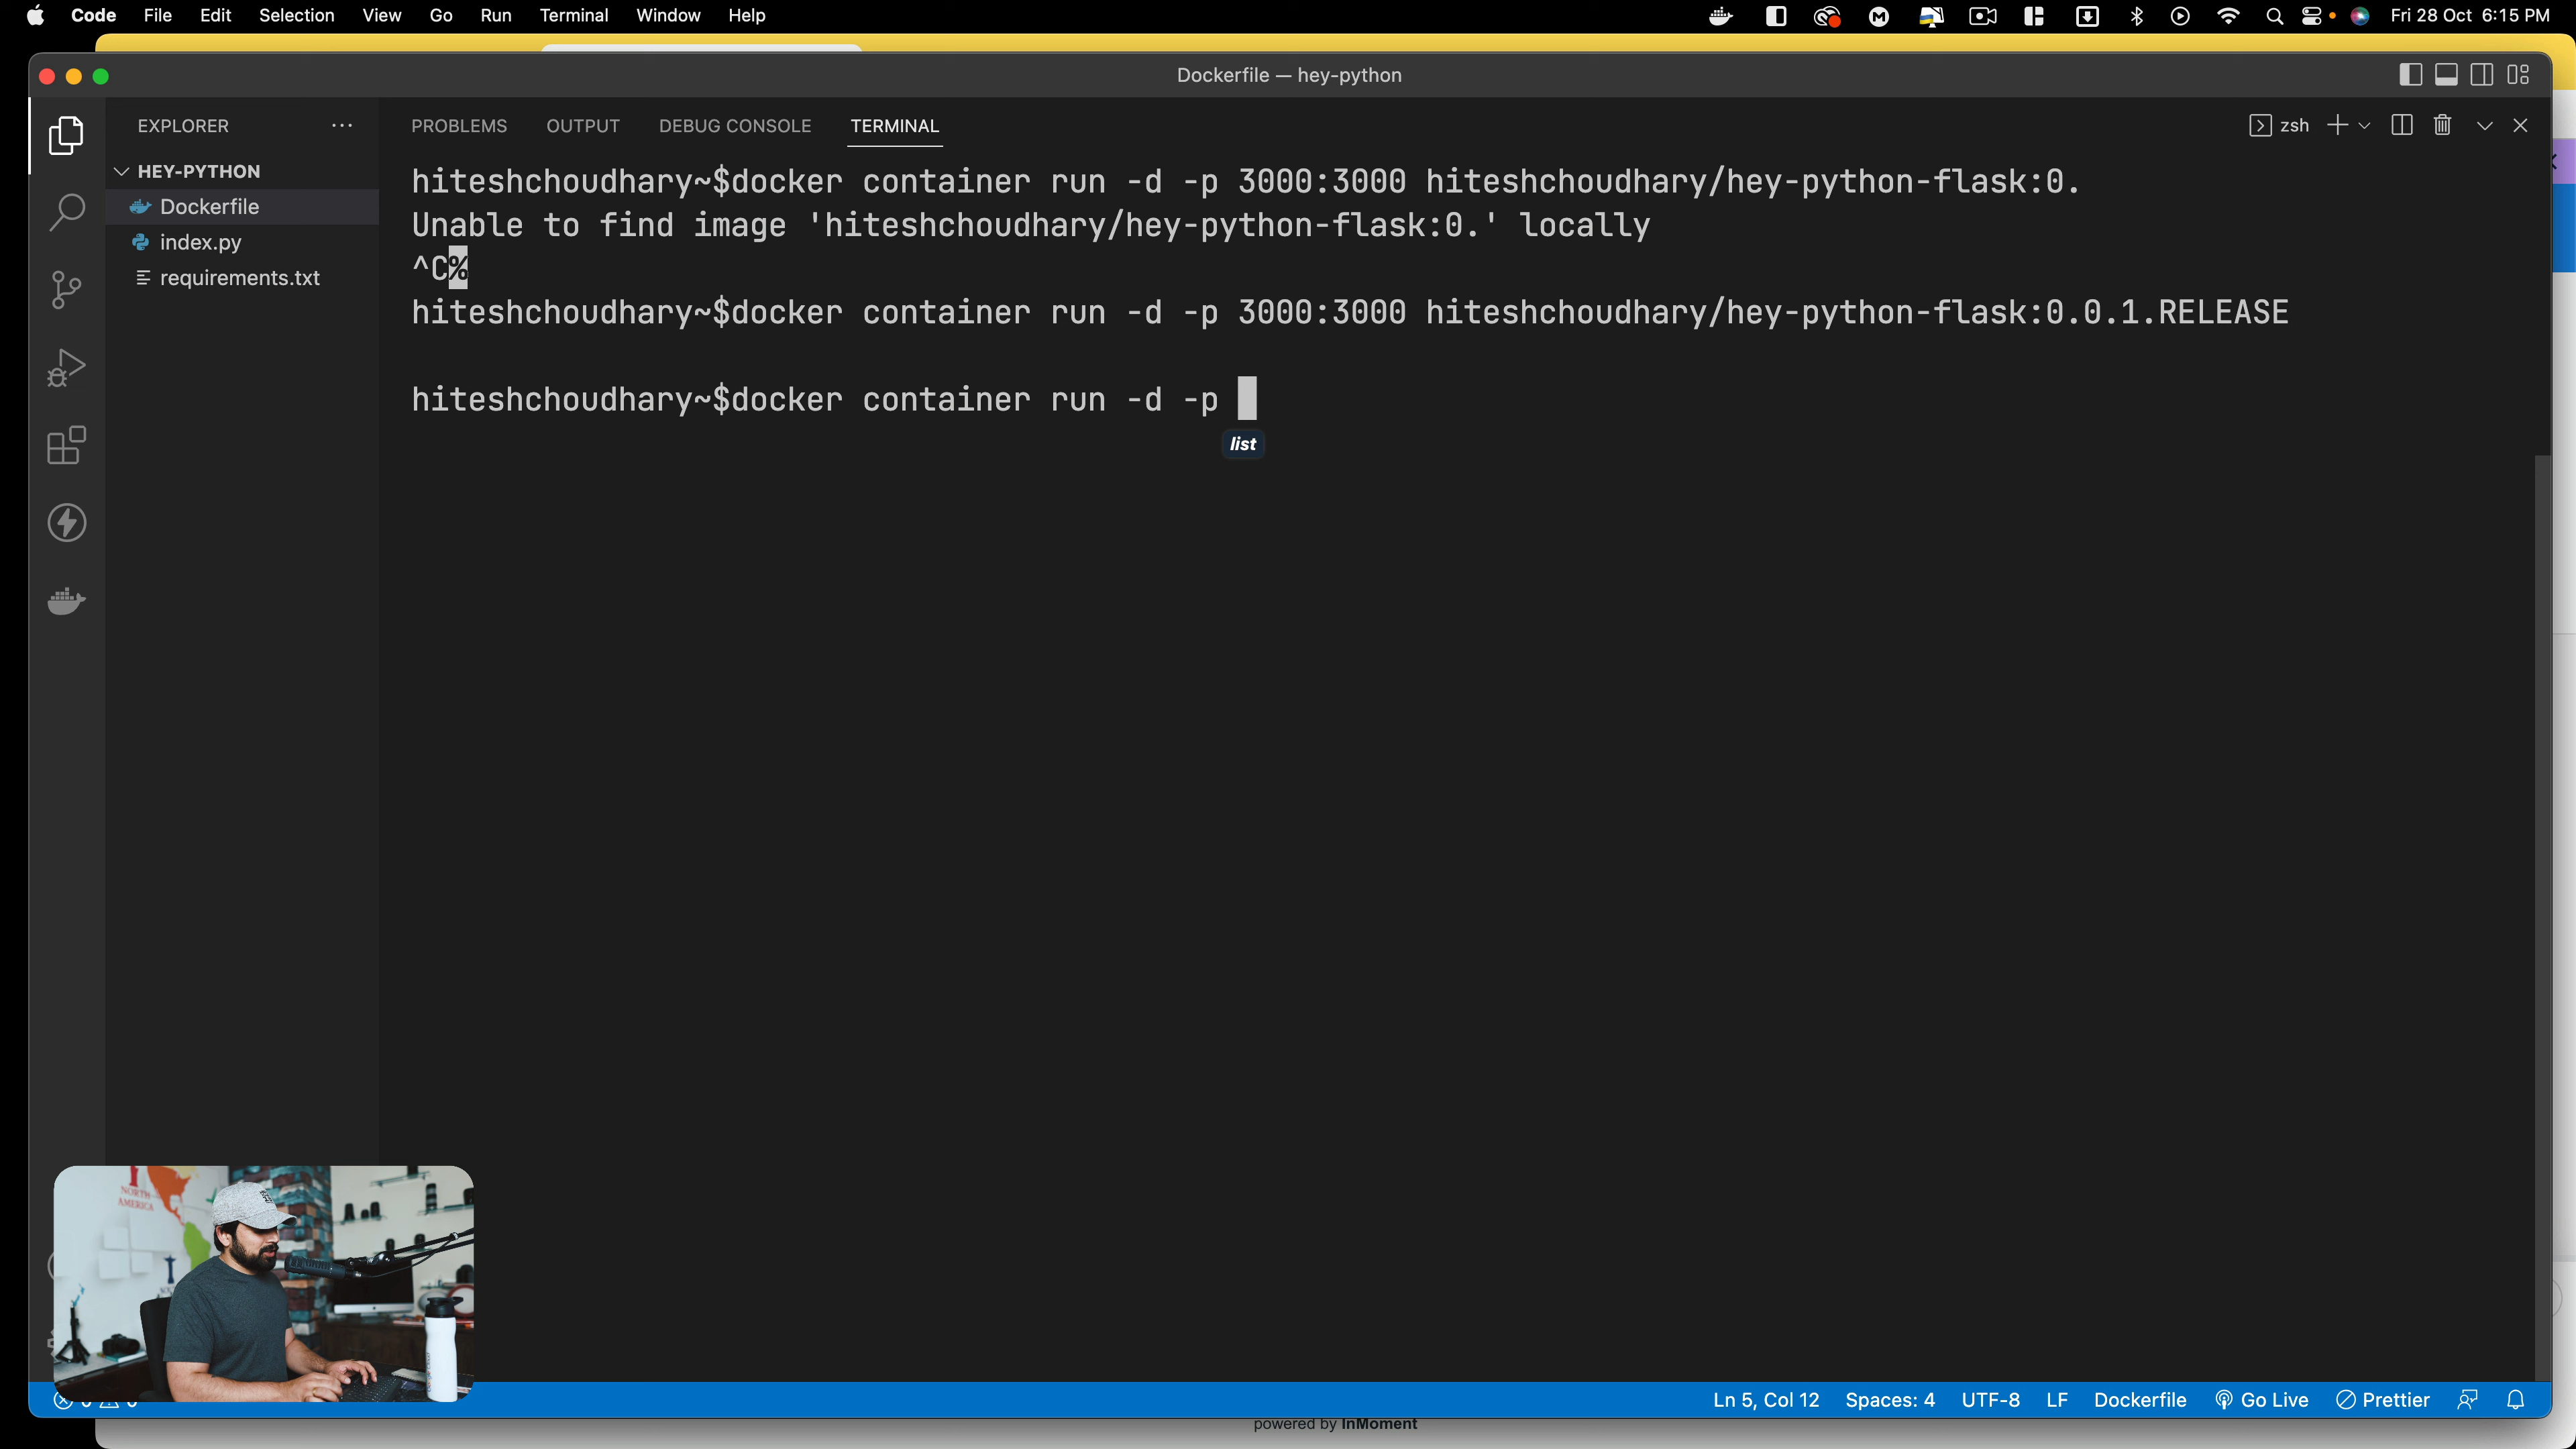 Code File Edit Selection View Go Run Terminal Window Help Fri 28 Oct 6:15 PM
Dockerfile — hey-python
EXPLORER
PROBLEMS OUTPUT DEBUG CONSOLE TERMINAL zsh
HEY-PYTHON
Dockerfile
index.py
requirements.txt
hiteshchoudhary~$docker container run -d -p 3000:3000 hiteshchoudhary/hey-python-flask:0.
Unable to find image 'hiteshchoudhary/hey-python-flask:0.' locally
^C%
hiteshchoudhary~$docker container run -d -p 3000:3000 hiteshchoudhary/hey-python-flask:0.0.1.RELEASE
hiteshchoudhary~$docker container run -d -p
list
NORTH
AMERICA
Ln 5, Col 12 Spaces: 4 UTF-8 LF Dockerfile Go Live Prettier
powered by InMoment